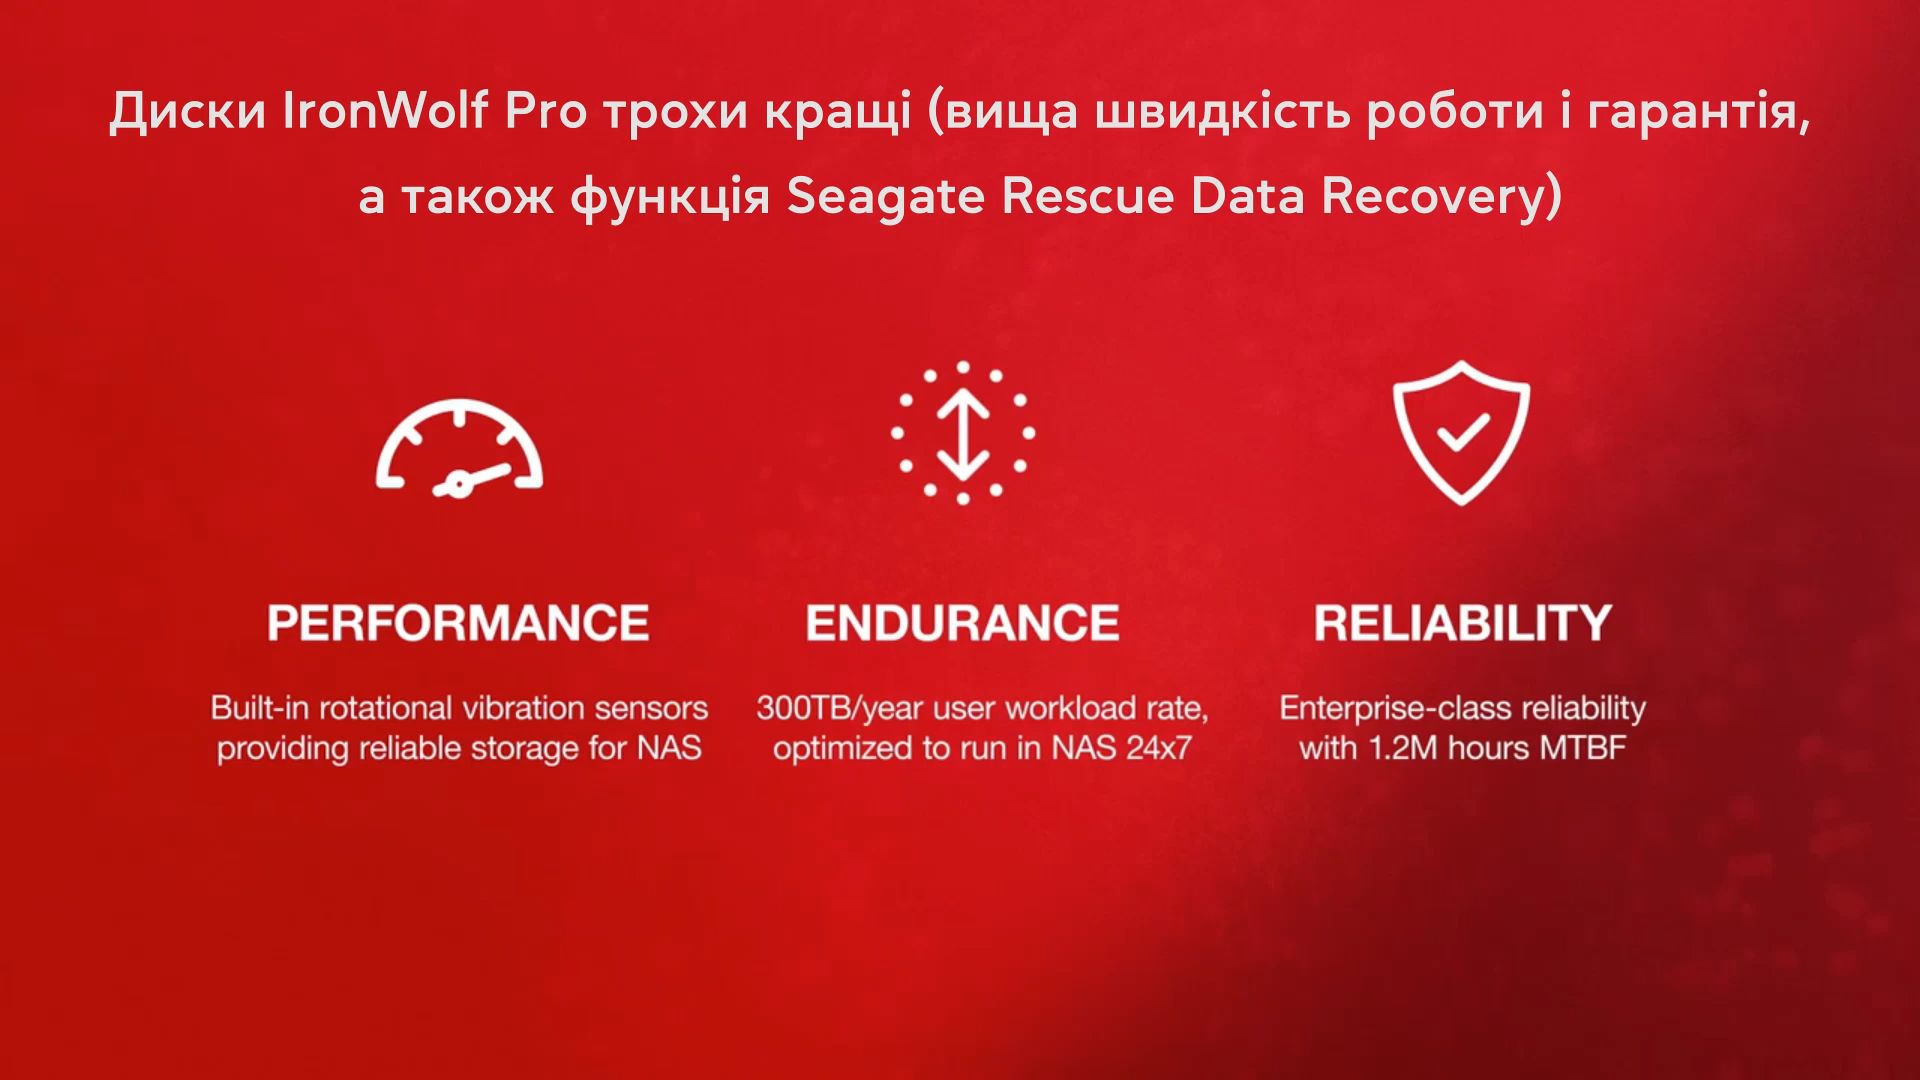 Диски IronWolf Pro трохи кращі (вища швидкість роботи і гарантія,
а також функція Seagate Rescue Data Recovery)
PERFORMANCE
Built-in rotational vibration sensors
providing reliable storage for NAS
ENDURANCE
300TB/year user workload rate,
optimized to run in NAS 24x7
RELIABILITY
Enterprise-class reliability
with 1.2M hours MTBF